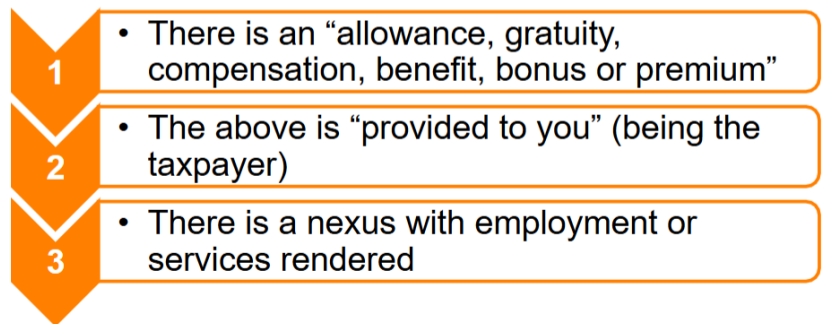 1
• There is an “allowance, gratuity,
compensation, benefit, bonus or premium”
2
• The above is “provided to you” (being the
taxpayer)
3
• There is a nexus with employment or
services rendered